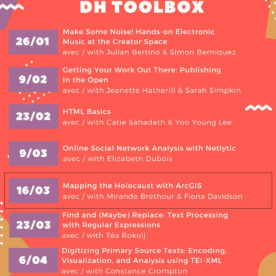 DH TOOLBOX
26/01
Make Some Noise! Hands-on Electronic
Music at the Creator Space
avec / with Julian Bertino & Simon Berniquez
9/02
Getting Your Work Out There: Publishing
in the Open
avec / with Jeanette Hatherill & Sarah Simpkin
23/02
HTML Basics
avec / with Catie Sahadath & Yoo Young Lee
9/03
Online Social Network Analysis with Netlytic
avec / with Elizabeth Dubois
16/03
Mapping the Holocaust with ArcGIS
avec / with Miranda Brethour & Fiona Davidson
23/03
Find and (Maybe) Replace: Text Processing
with Regular Expressions
avec / with Téa Rokolj
6/04
Digitizing Primary Source Texts: Encoding,
Visualization, and Analysis using TEI-XML
avec / with Constance Crompton